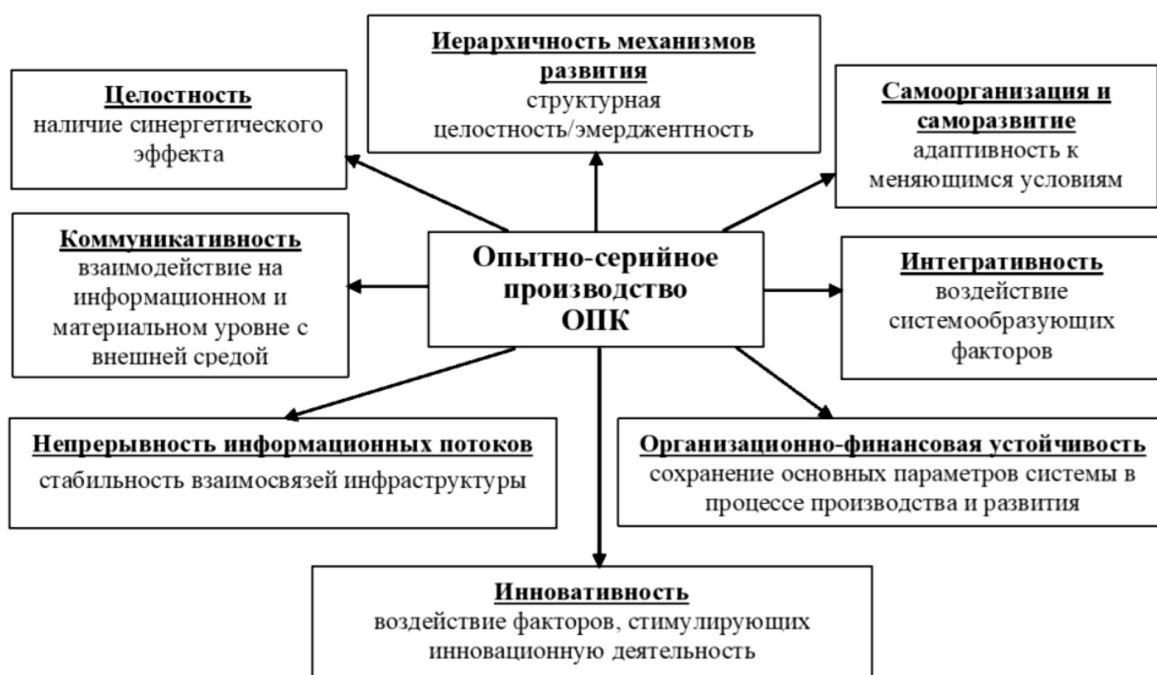 Иерархичность механизмов
развития
структурная
целостность/эмерджентность
Целостность
наличие синергетического
эффекта
Самоорганизация и
саморазвитие
адаптивность к
меняющимся условиям
Коммуникативность
взаимодействие на
информационном и
материальном уровне с
внешней средой
Опытно-серийное
производство
ОПК
Интегративность
воздействие
системообразующих
факторов
Непрерывность информационных потоков
стабильность взаимосвязей инфраструктуры
Организационно-финансовая устойчивость
сохранение основных параметров системы в
процессе производства и развития
Инновативность
воздействие факторов, стимулирующих
инновационную деятельность